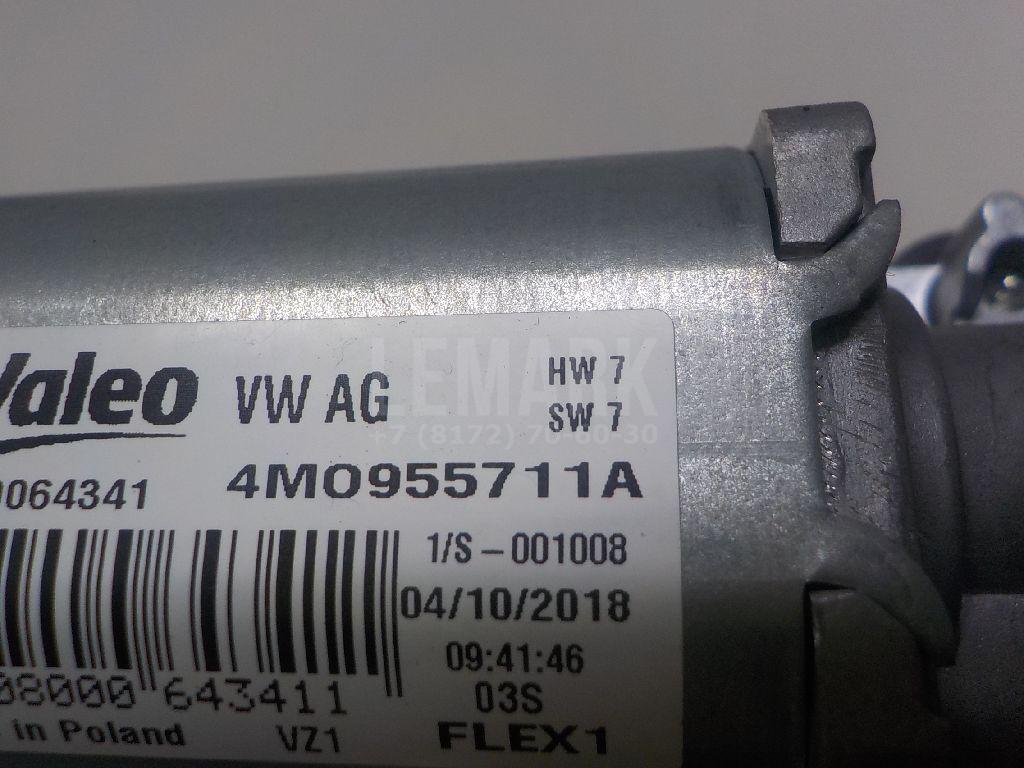 Valeo VW AG HW 7
SW 7
LEMARK
+7 (8172) 70-60-30
0064341 4M0955711A
1/S-001008
04/10/2018
09:41:46
08000 643411 03S
in Poland VZ1 FLEX1